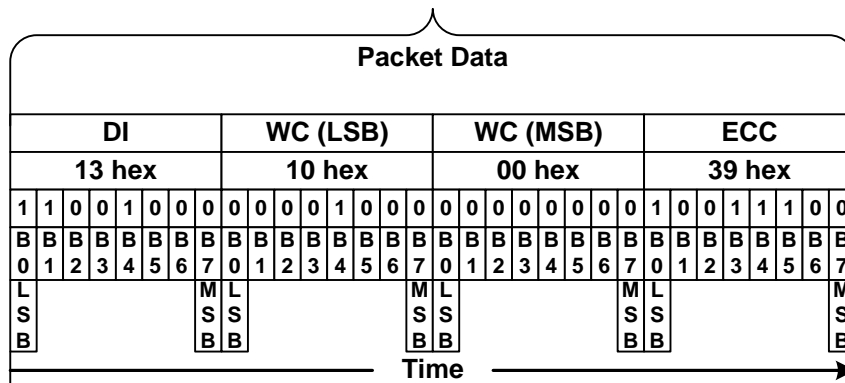 Packet Data
DI WC (LSB) WC (MSB) ECC
13 hex 10 hex 00 hex 39 hex
1 1 0 0 1 0 0 0 0 0 0 0 1 0 0 0 0 0 0 0 0 0 0 0 1 0 0 1 1 1 0 0
B B B B B B B B B B B B B B B B B B B B B B B B B B B B B B B B
0 1 2 3 4 5 6 7 0 1 2 3 4 5 6 7 0 1 2 3 4 5 6 7 0 1 2 3 4 5 6 7
L M L M L M L M
S S S S S S S S
B B B B B B B B
Time